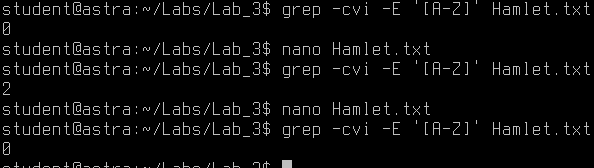 student@astra:~/Labs/Lab_3$ grep -cvi -E '[A-Z]' Hamlet.txt
0
student@astra:~/Labs/Lab_3$ nano Hamlet.txt
student@astra:~/Labs/Lab_3$ grep -cvi -E '[A-Z]' Hamlet.txt
2
student@astra:~/Labs/Lab_3$ nano Hamlet.txt
student@astra:~/Labs/Lab_3$ grep -cvi -E '[A-Z]' Hamlet.txt
0
student@astra:~/Labs/Lab_3$